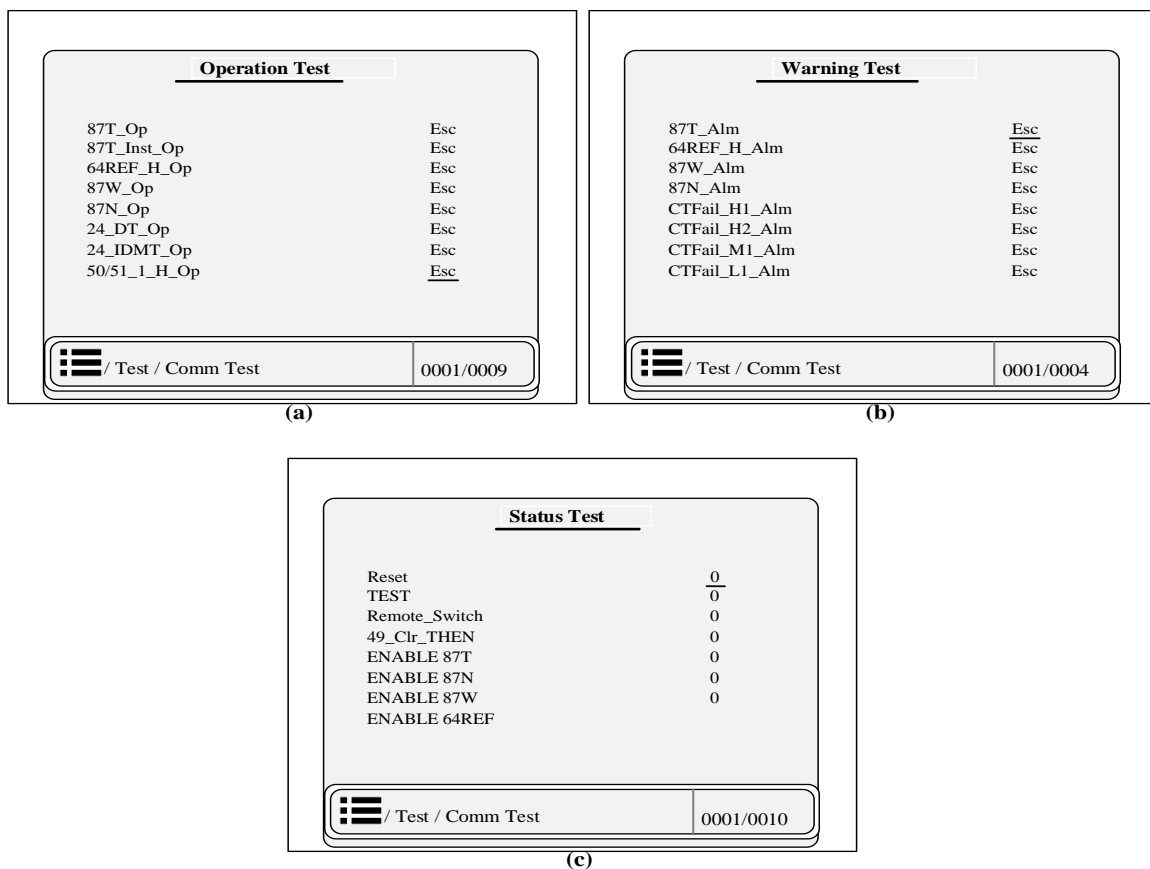 Operation Test
87T_Op Esc
87T_Inst_Op Esc
64REF_H_Op Esc
87W_Op Esc
87N_Op Esc
24_DT_Op Esc
24_IDMT_Op Esc
50/51_1_H_Op Esc
/ Test / Comm Test 0001/0009
(a)
Warning Test
87T_Alm Esc
64REF_H_Alm Esc
87W_Alm Esc
87N_Alm Esc
CTFail_H1_Alm Esc
CTFail_H2_Alm Esc
CTFail_M1_Alm Esc
CTFail_L1_Alm Esc
/ Test / Comm Test 0001/0004
(b)
Status Test
Reset 0
TEST 0
Remote_Switch 0
49_Clr_THEN 0
ENABLE 87T 0
ENABLE 87N 0
ENABLE 87W 0
ENABLE 64REF
/ Test / Comm Test 0001/0010
(c)